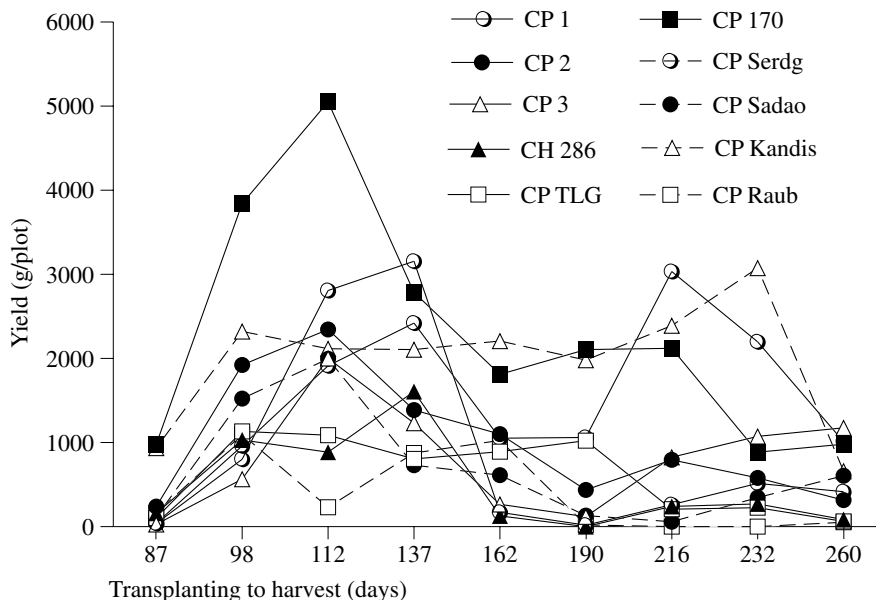 6000
5000
4000
3000
2000
1000
0
Yield (g/plot)
CP 1
CP 2
CP 3
CH 286
CP TLG
CP 170
CP Serdg
CP Sadao
CP Kandis
CP Raub
87 98 112 137 162 190 216 232 260
Transplanting to harvest (days)